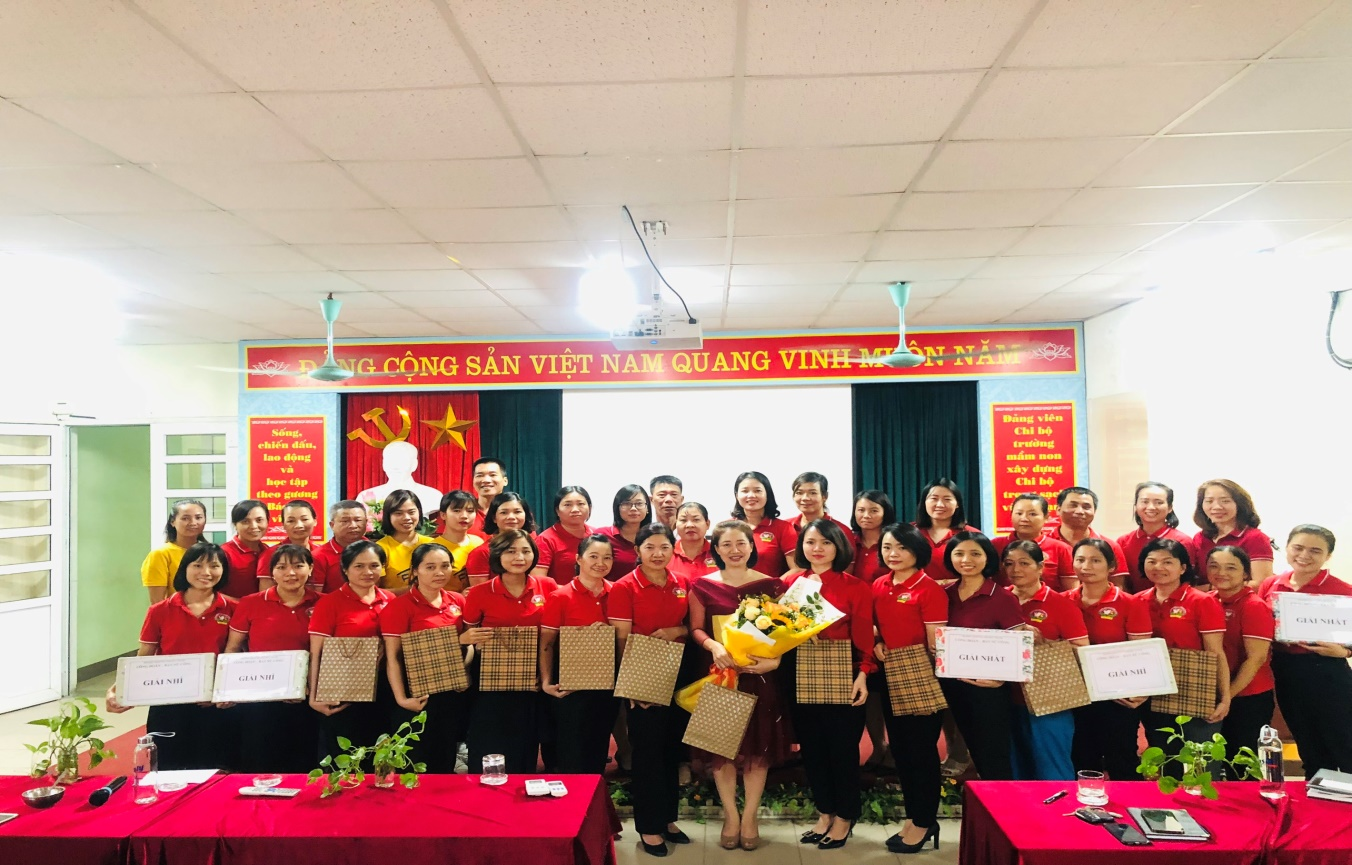 ĐẢNG CỘNG SẢN VIỆT NAM QUANG VINH MUÔN NĂM
Sống,
chiến đấu,
lao động
và
học tập
theo gương
Đảng viên
Chi bộ
trường
mầm non
xây dựng
Chi bộ
GIẢI NHÌ
GIẢI NHÌ
GIẢI NHẤT
GIẢI NHÌ
GIẢI NHẤT